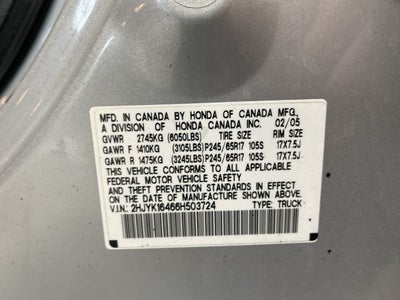 MFD. IN CANADA BY HONDA OF CANADA MFG.,
A DIVISION OF HONDA CANADA INC. 02/05
GVWR 2745KG (6050LBS) TIRE SIZE RIM SIZE
GAWR F 1410KG (3105LBS) P245/65R17 105S 17X7.5J
GAWR R 1475KG (3245LBS) P245/65R17 105S 17X7.5J
THIS VEHICLE CONFORMS TO ALL APPLICABLE
FEDERAL MOTOR VEHICLE SAFETY
AND THEFT PREVENTION STANDARDS IN EFFECT
ON THE DATE OF MANUFACTURE SHOWN ABOVE.
V.I.N.: 2HJYK16466H503724 TYPE: TRUCK